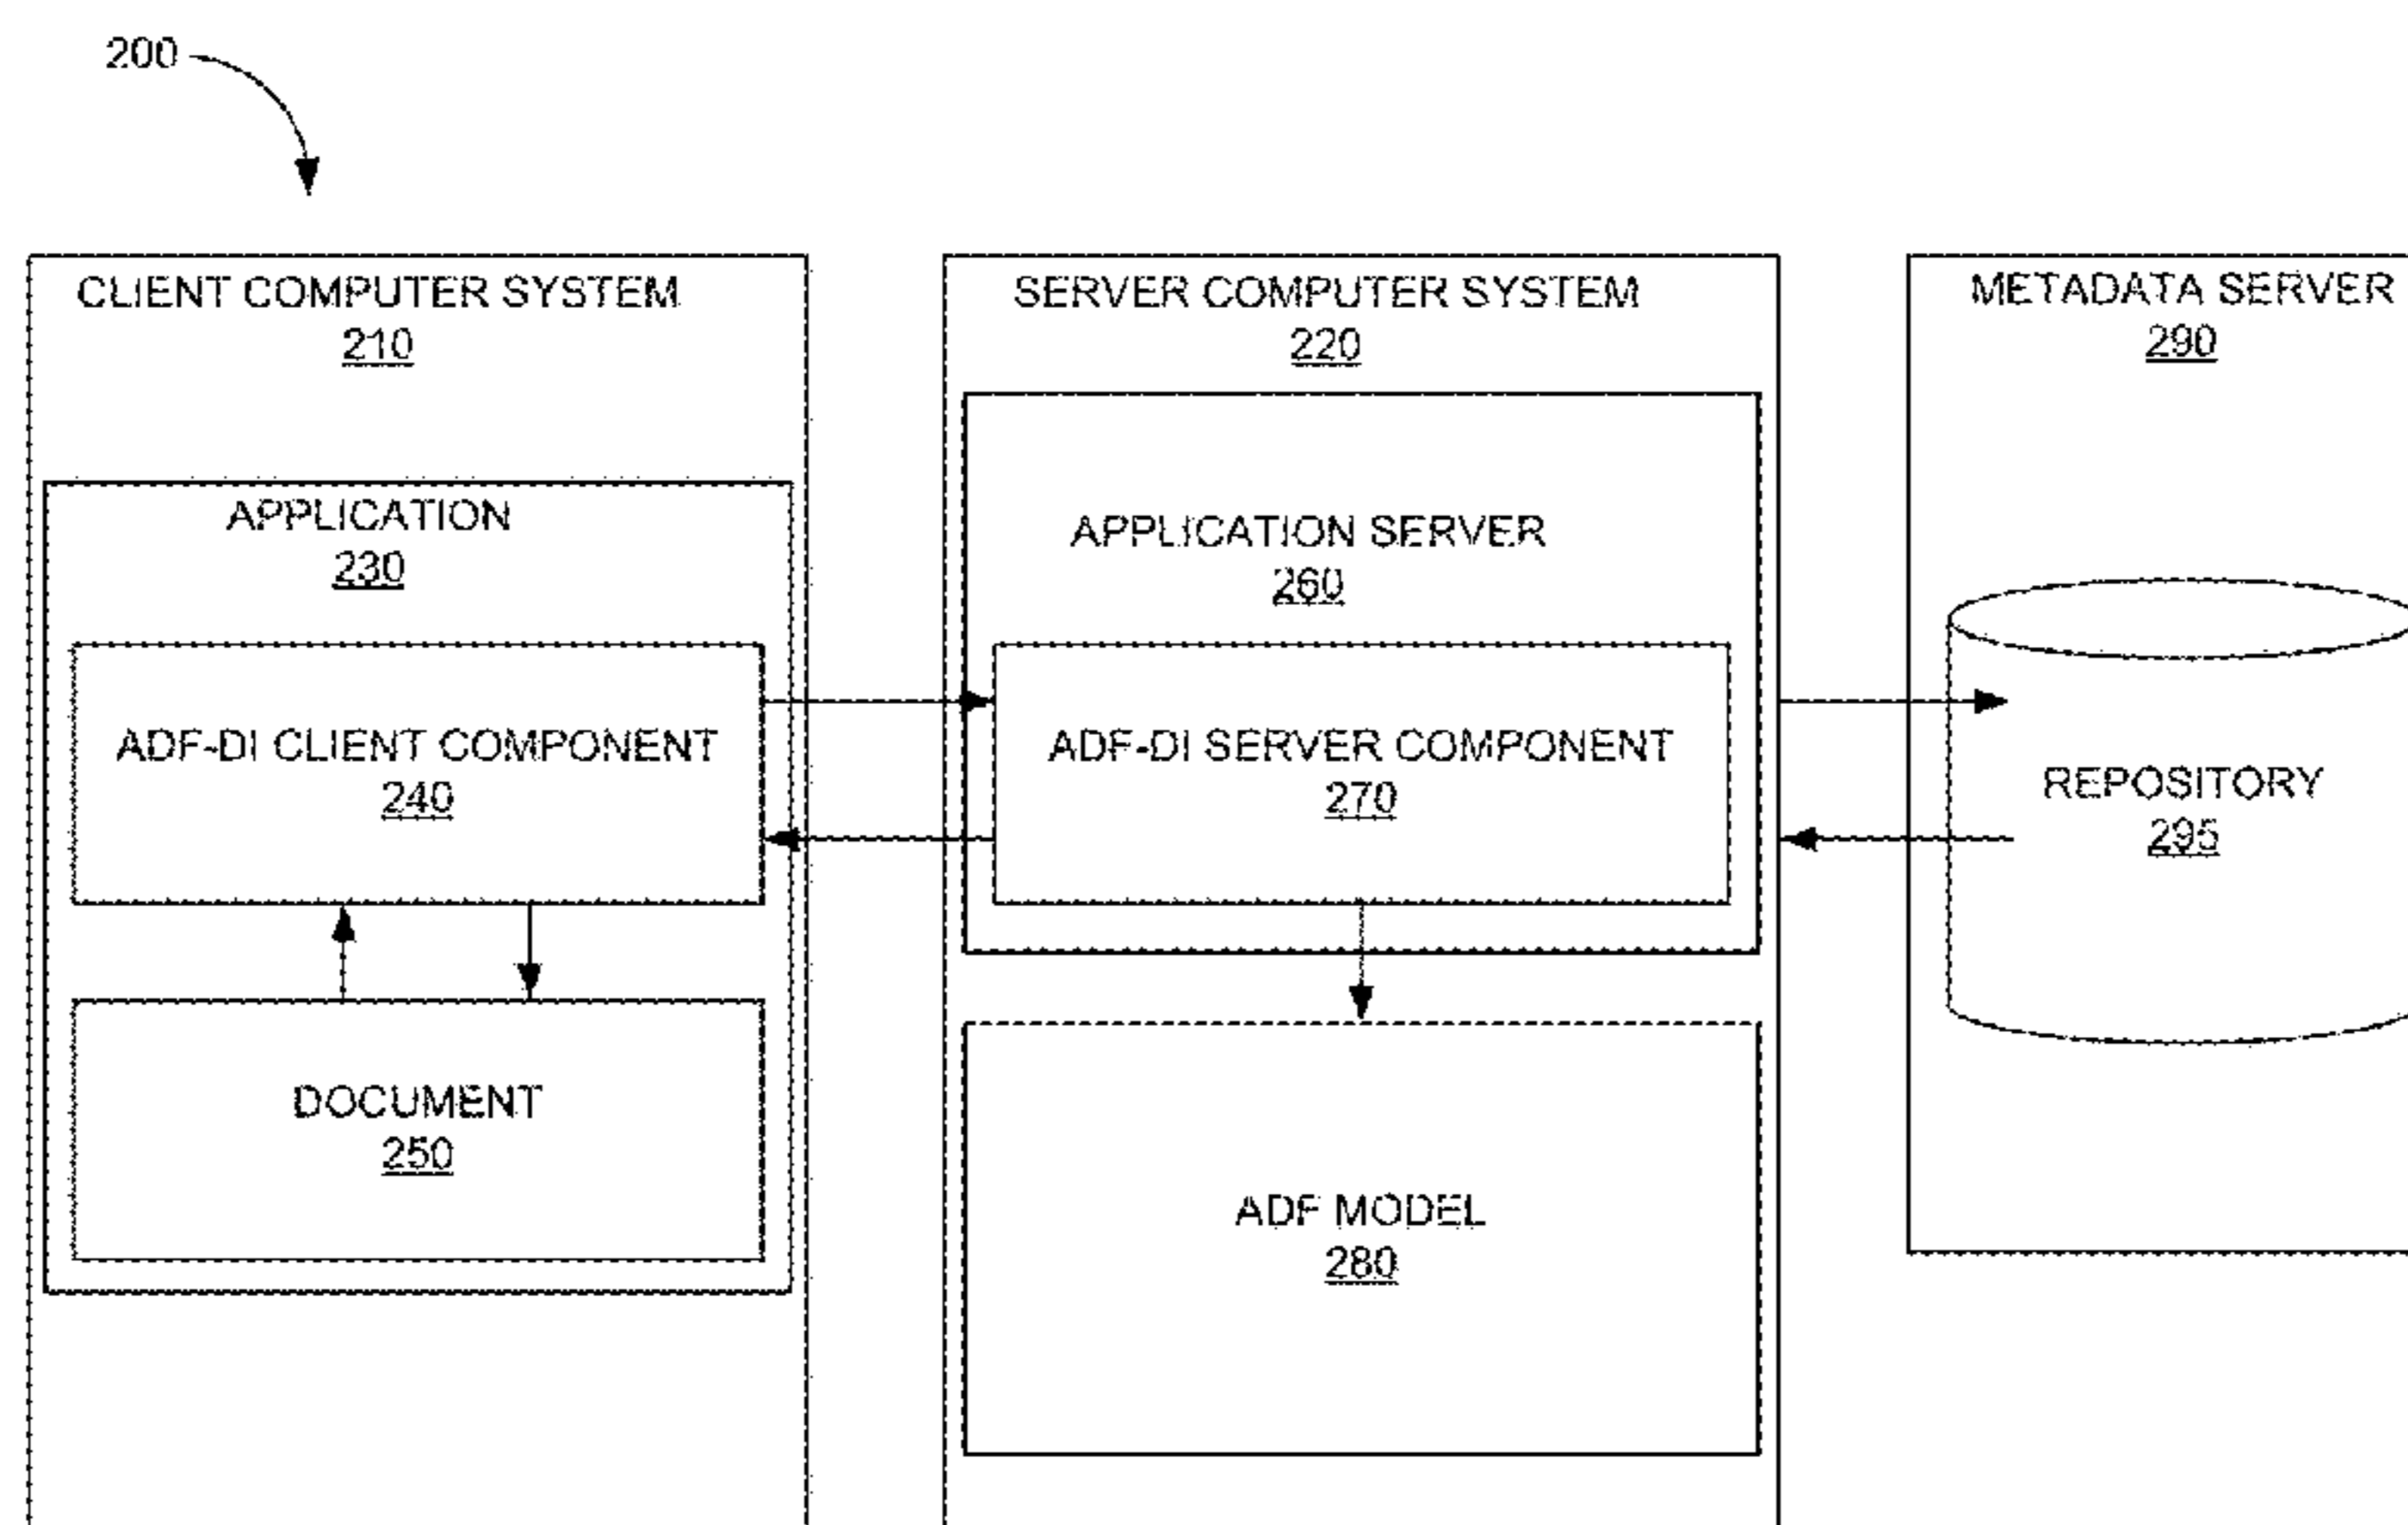 200
CLIENT COMPUTER SYSTEM
210
APPLICATION
230
ADF-DI CLIENT COMPONENT
240
DOCUMENT
250
SERVER COMPUTER SYSTEM
220
APPLICATION SERVER
260
ADF-DI SERVER COMPONENT
270
ADF MODEL
280
METADATA SERVER
290
REPOSITORY
295